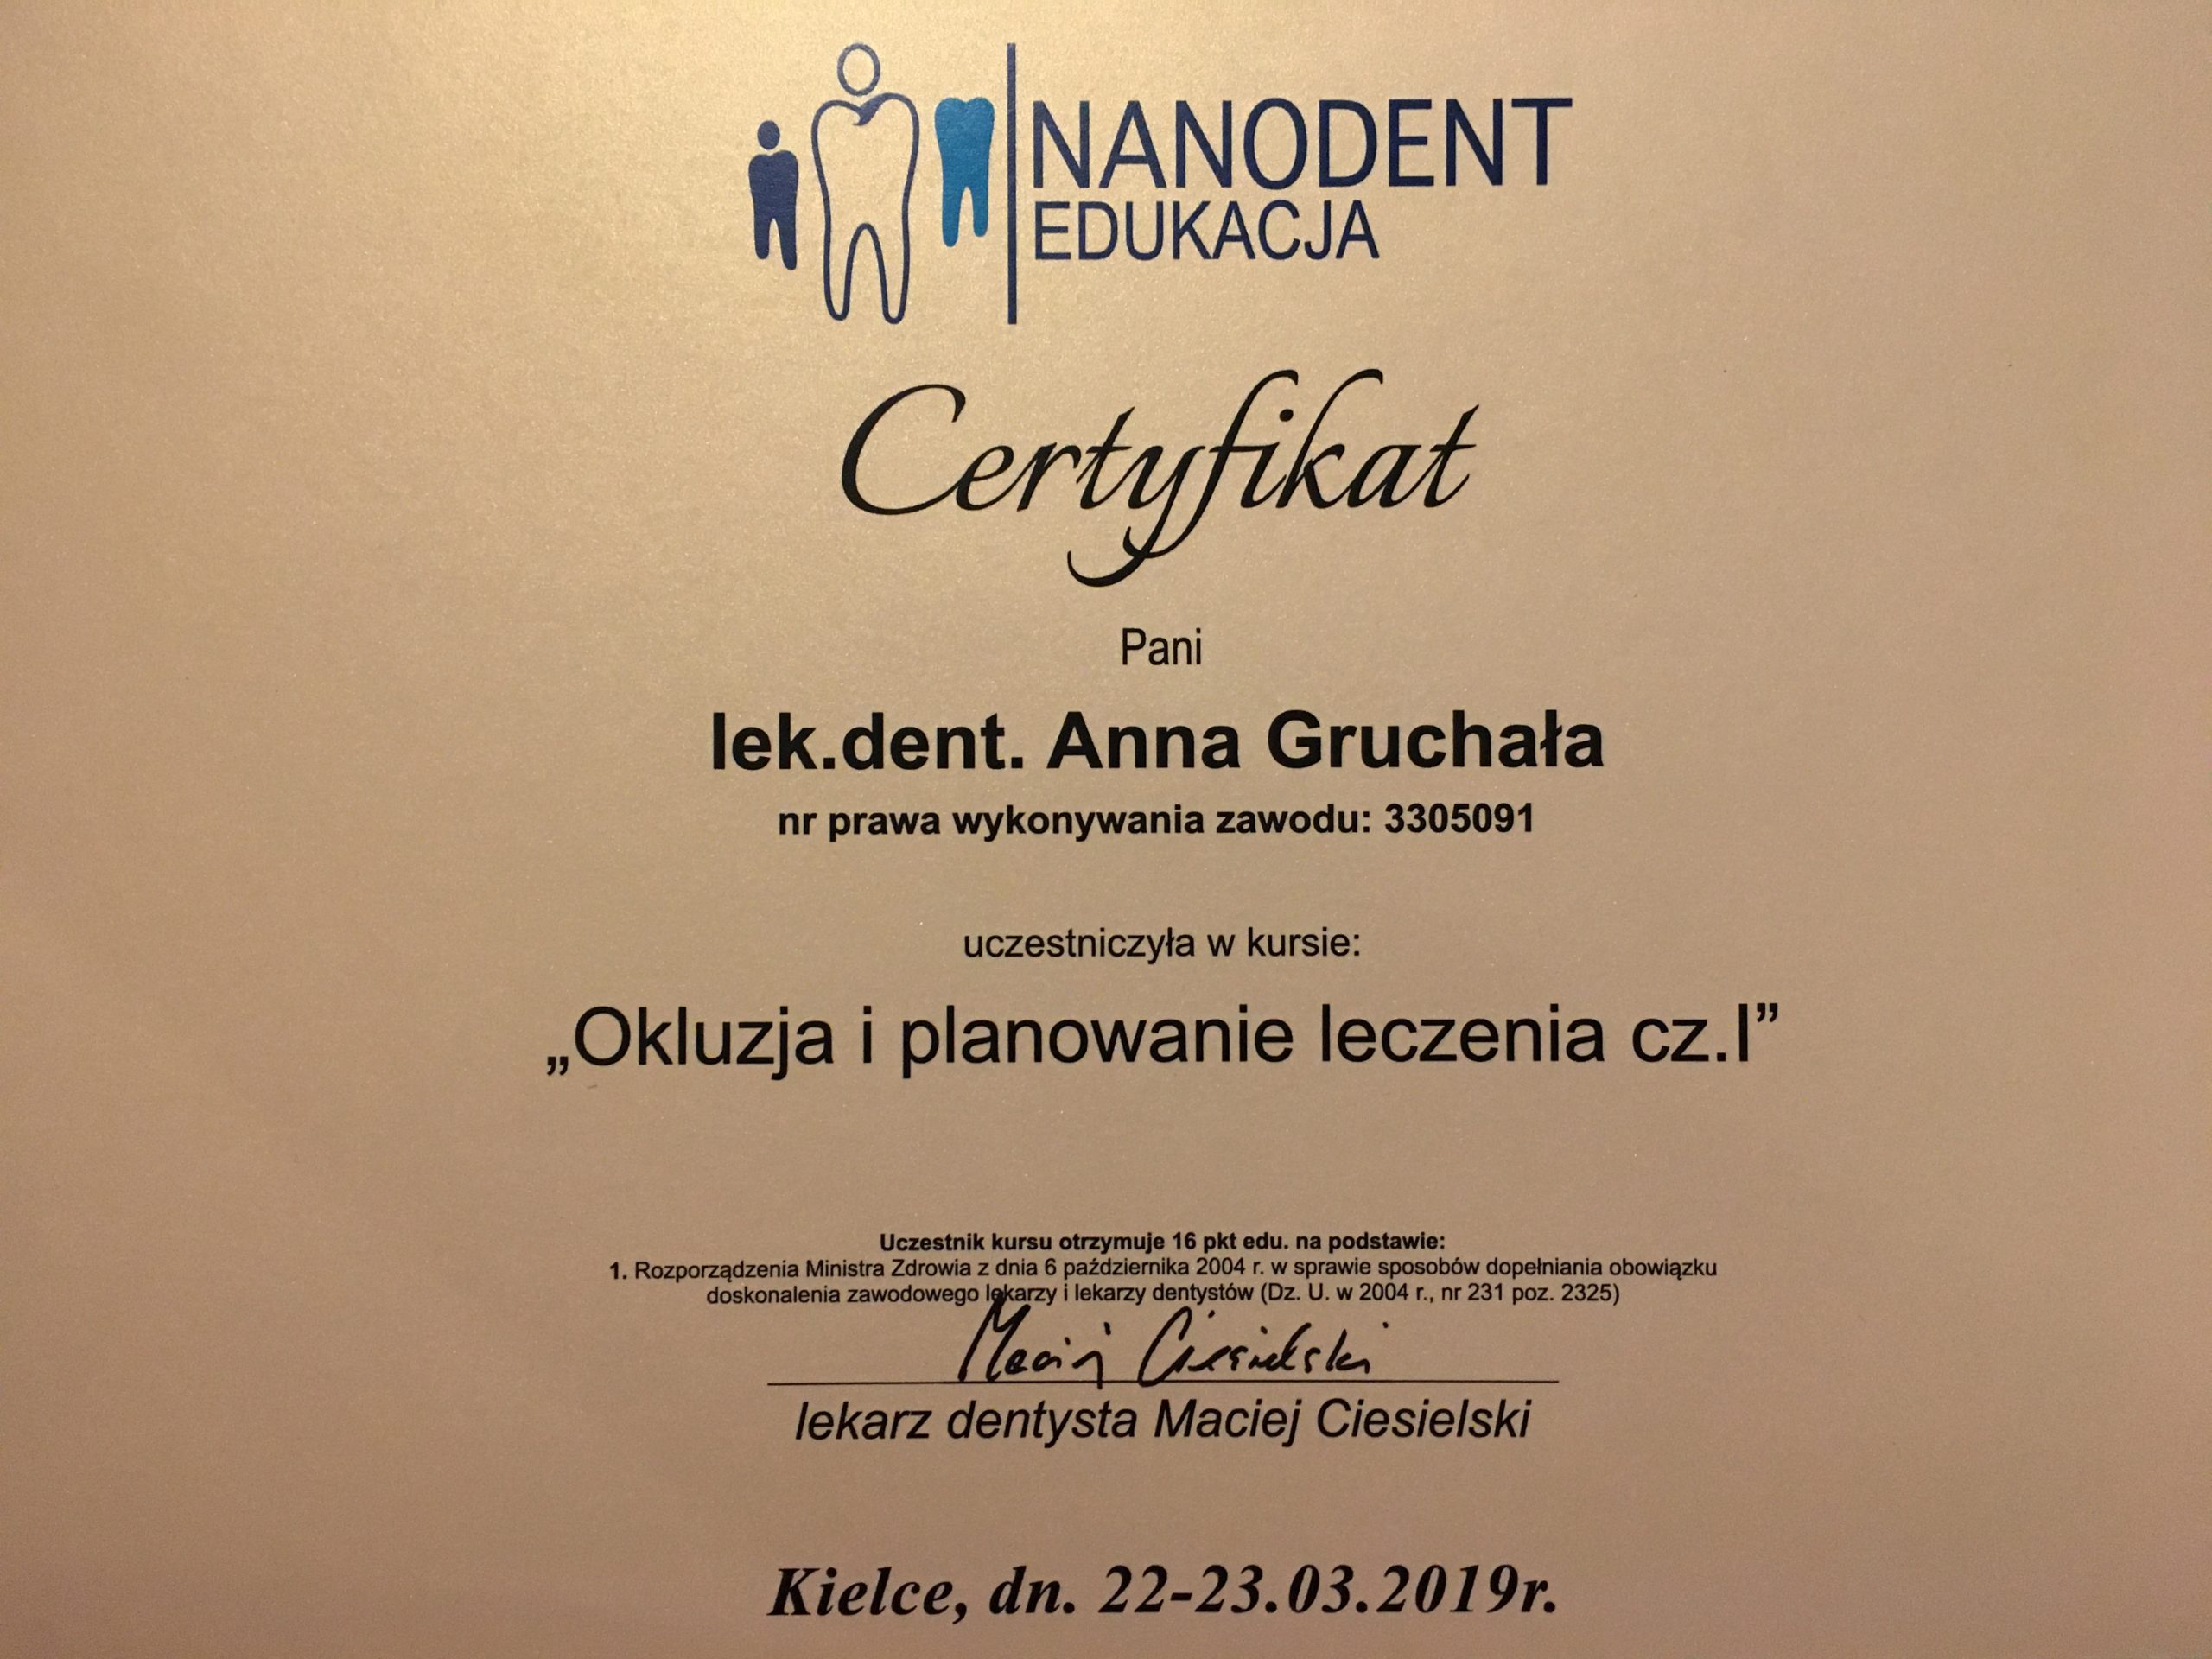 NANODENT
EDUKACJA
Certyfikat
Pani
lek.dent. Anna Gruchała
nr prawa wykonywania zawodu: 3305091
uczestniczyła w kursie:
„Okluzja i planowanie leczenia cz.I”
Uczestnik kursu otrzymuje 16 pkt edu. na podstawie:
1. Rozporządzenia Ministra Zdrowia z dnia 6 października 2004 r. w sprawie sposobów dopełniania obowiązku
doskonalenia zawodowego lekarzy i lekarzy dentystów (Dz. U. w 2004 r., nr 231 poz. 2325)
Maciej Ciesielski
lekarz dentysta Maciej Ciesielski
Kielce, dn. 22-23.03.2019r.